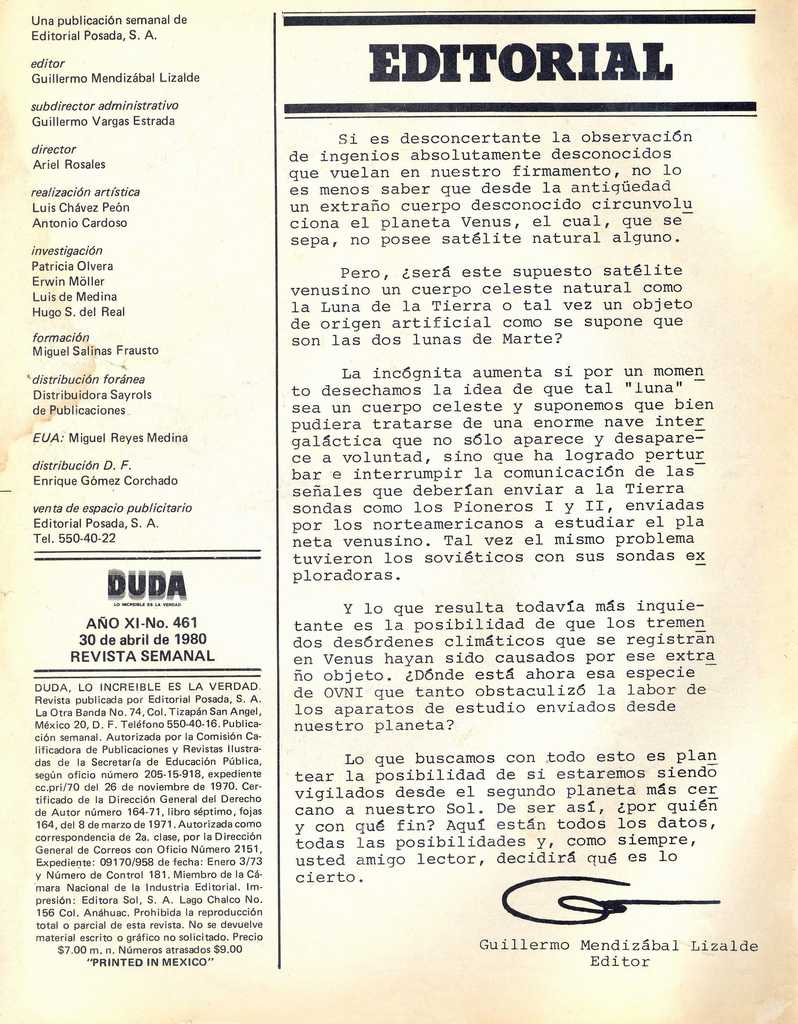 Una publicación semanal de
Editorial Posada, S. A.
editor
Guillermo Mendizábal Lizalde
subdirector administrativo
Guillermo Vargas Estrada
director
Ariel Rosales
realización artística
Luis Chávez Peón
Antonio Cardoso
investigación
Patricia Olvera
Erwin Möller
Luis de Medina
Hugo S. del Real
formación
Miguel Salinas Frausto
distribución foránea
Distribuidora Sayrols
de Publicaciones
EUA: Miguel Reyes Medina
distribución D. F.
Enrique Gómez Corchado
venta de espacio publicitario
Editorial Posada, S. A.
Tel. 550-40-22
DUDA
LO INCREIBLE ES LA VERDAD
AÑO XI-No. 461
30 de abril de 1980
REVISTA SEMANAL
DUDA, LO INCREIBLE ES LA VERDAD.
Revista publicada por Editorial Posada, S. A.
La Otra Banda No. 74, Col. Tizapán San Angel,
México 20, D. F. Teléfono 550-40-16. Publica-
ción semanal. Autorizada por la Comisión Ca-
lificadora de Publicaciones y Revistas Ilustra-
das de la Secretaría de Educación Pública,
según oficio número 205-15-918, expediente
cc.pri/70 del 26 de noviembre de 1970. Cer-
tificado de la Dirección General del Derecho
de Autor número 164-71, libro séptimo, fojas
164, del 8 de marzo de 1971. Autorizada como
correspondencia de 2a. clase, por la Dirección
General de Correos con Oficio Número 2151,
Expediente: 09170/958 de fecha: Enero 3/73
y Número de Control 181. Miembro de la Cá-
mara Nacional de la Industria Editorial. Im-
presión: Editora Sol, S. A. Lago Chalco No.
156 Col. Anáhuac. Prohibida la reproducción
total o parcial de esta revista. No se devuelve
material escrito o gráfico no solicitado. Precio
$7.00 m. n. Números atrasados $9.00
"PRINTED IN MEXICO"
EDITORIAL
Si es desconcertante la observación
de ingenios absolutamente desconocidos
que vuelan en nuestro firmamento, no lo
es menos saber que desde la antigüedad
un extraño cuerpo desconocido circunvolu
ciona el planeta Venus, el cual, que se
sepa, no posee satélite natural alguno.
Pero, ¿será este supuesto satélite
venusino un cuerpo celeste natural como
la Luna de la Tierra o tal vez un objeto
de origen artificial como se supone que
son las dos lunas de Marte?
La incógnita aumenta si por un momen
to desechamos la idea de que tal "luna"
sea un cuerpo celeste y suponemos que bien
pudiera tratarse de una enorme nave inter
galáctica que no sólo aparece y desapare-
ce a voluntad, sino que ha logrado pertur
bar e interrumpir la comunicación de las
señales que deberían enviar a la Tierra
sondas como los Pioneros I y II, enviadas
por los norteamericanos a estudiar el pla
neta venusino. Tal vez el mismo problema
tuvieron los soviéticos con sus sondas ex
ploradoras.
Y lo que resulta todavía más inquie-
tante es la posibilidad de que los tremen
dos desórdenes climáticos que se registran
en Venus hayan sido causados por ese extra
ño objeto. ¿Dónde está ahora esa especie
de OVNI que tanto obstaculizó la labor de
los aparatos de estudio enviados desde
nuestro planeta?
Lo que buscamos con todo esto es plan
tear la posibilidad de si estaremos siendo
vigilados desde el segundo planeta más cer
cano a nuestro Sol. De ser así, ¿por quién
y con qué fin? Aquí están todos los datos,
todas las posibilidades y, como siempre,
usted amigo lector, decidirá qué es lo
cierto.
Guillermo Mendizábal Lizalde
Editor